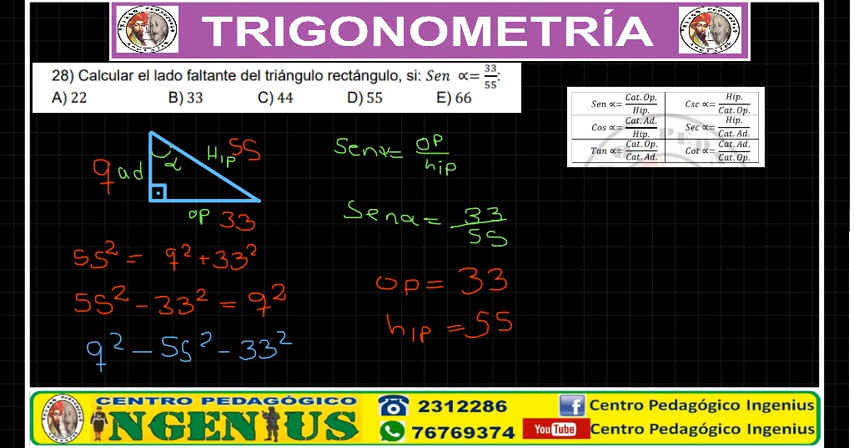 TRIGONOMETRÍA
28) Calcular el lado faltante del triángulo rectángulo, si: Sen ∝= 33/55:
A) 22 B) 33 C) 44 D) 55 E) 66
Sen ∝= Cat.Op./Hip. Csc ∝= Hip./Cat.Op.
Cos ∝= Cat.Ad./Hip. Sec ∝= Hip./Cat.Ad.
Tan ∝= Cat.Op./Cat.Ad. Cot ∝= Cat.Ad./Cat.Op.
q ad α Hip 55
op 33
55² = q² + 33²
55² - 33² = q²
q² - 55² - 33²
Senα= op/hip
Senα= 33/55
op = 33
hip = 55
CENTRO PEDAGÓGICO
INGENIUS
2312286
76769374
Centro Pedagógico Ingenius
YouTube Centro Pedagógico Ingenius